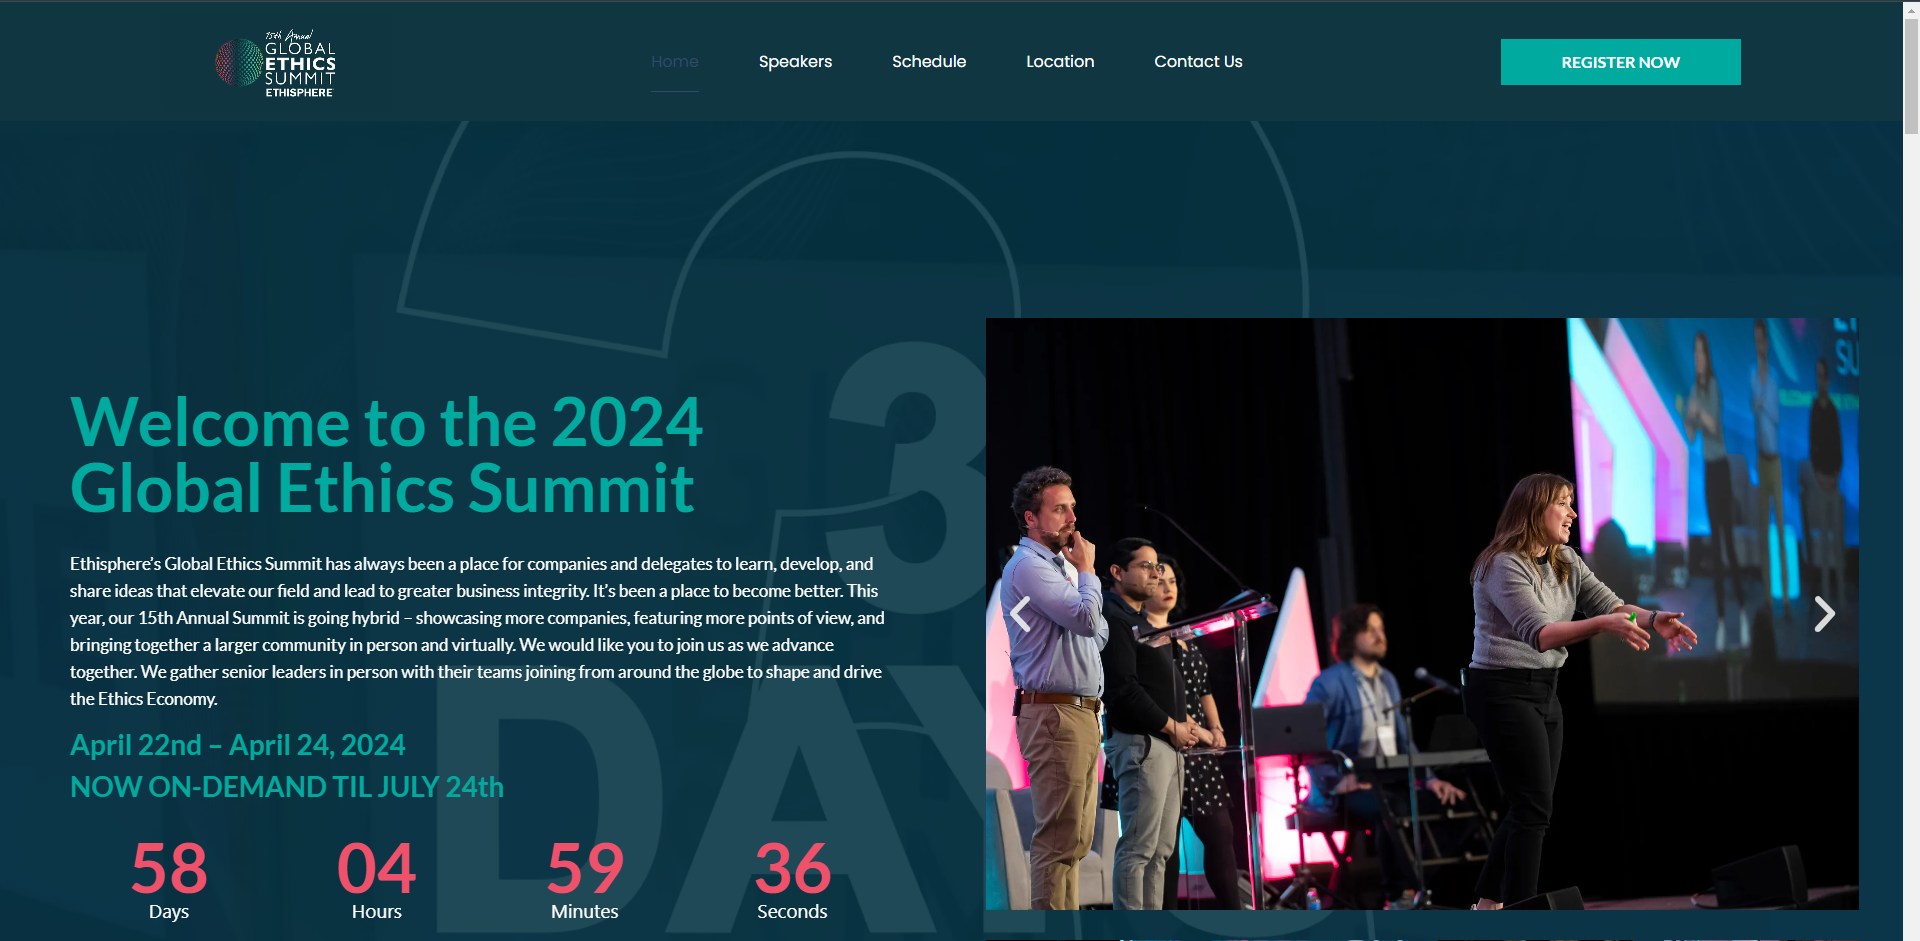 15th Annual
GLOBAL
ETHICS
SUMMIT
ETHISPHERE
Home
Speakers
Schedule
Location
Contact Us
REGISTER NOW
3
DAYS
Welcome to the 2024
Global Ethics Summit
Ethisphere’s Global Ethics Summit has always been a place for companies and delegates to learn, develop, and
share ideas that elevate our field and lead to greater business integrity. It’s been a place to become better. This
year, our 15th Annual Summit is going hybrid – showcasing more companies, featuring more points of view, and
bringing together a larger community in person and virtually. We would like you to join us as we advance
together. We gather senior leaders in person with their teams joining from around the globe to shape and drive
the Ethics Economy.
April 22nd – April 24, 2024
NOW ON-DEMAND TIL JULY 24th
58
Days
04
Hours
59
Minutes
36
Seconds
SU